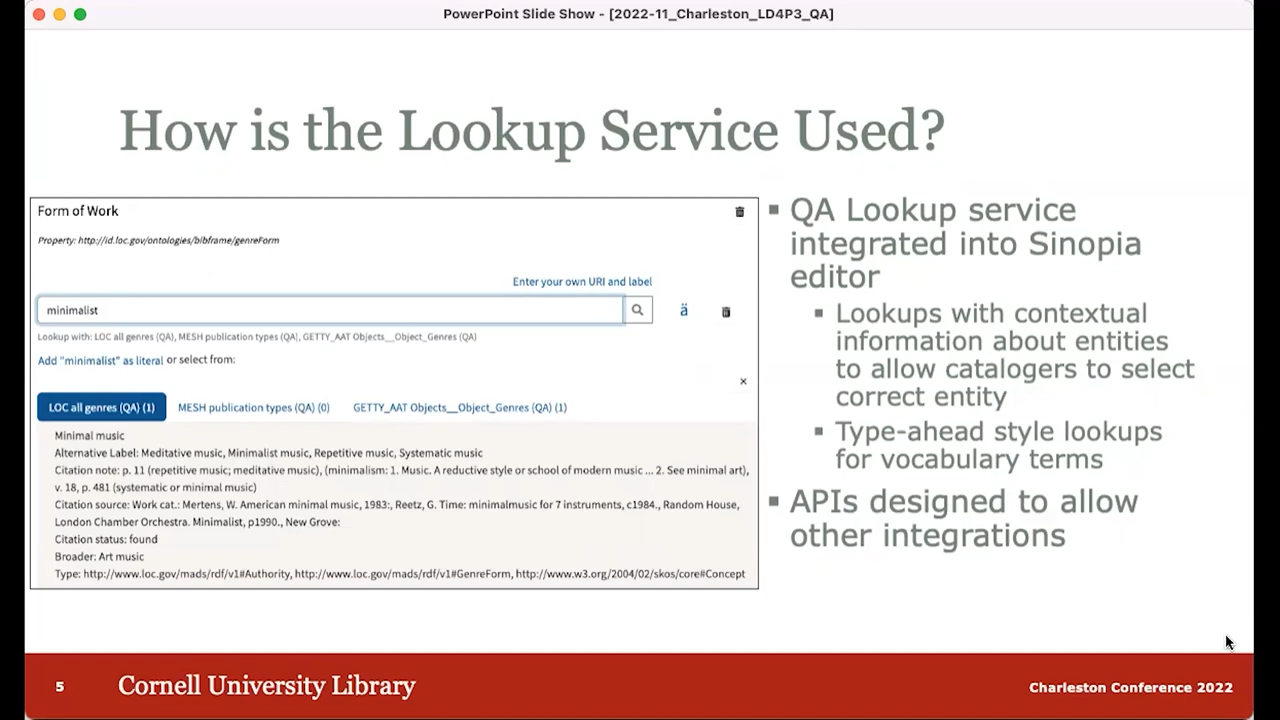 PowerPoint Slide Show - [2022-11_Charleston_LD4P3_QA]
How is the Lookup Service Used?
Form of Work
Property: http://id.loc.gov/ontologies/bibframe/genreForm
Enter your own URI and label
minimalist
ä
Lookup with: LOC all genres (QA), MESH publication types (QA), GETTY_AAT Objects__Object_Genres (QA)
Add "minimalist" as literal or select from:
×
LOC all genres (QA) (1) MESH publication types (QA) (0) GETTY_AAT Objects__Object_Genres (QA) (1)
Minimal music
Alternative Label: Meditative music, Minimalist music, Repetitive music, Systematic music
Citation note: p. 11 (repetitive music; meditative music), (minimalism: 1. Music. A reductive style or school of modern music ... 2. See minimal art),
v. 18, p. 481 (systematic or minimal music)
Citation source: Work cat.: Mertens, W. American minimal music, 1983:, Reetz, G. Time: minimalmusic for 7 instruments, c1984., Random House,
London Chamber Orchestra. Minimalist, p1990., New Grove:
Citation status: found
Broader: Art music
Type: http://www.loc.gov/mads/rdf/v1#Authority, http://www.loc.gov/mads/rdf/v1#GenreForm, http://www.w3.org/2004/02/skos/core#Concept
▪ QA Lookup service
integrated into Sinopia
editor
▪ Lookups with contextual
information about entities
to allow catalogers to select
correct entity
▪ Type-ahead style lookups
for vocabulary terms
▪ APIs designed to allow
other integrations
5
Cornell University Library
Charleston Conference 2022